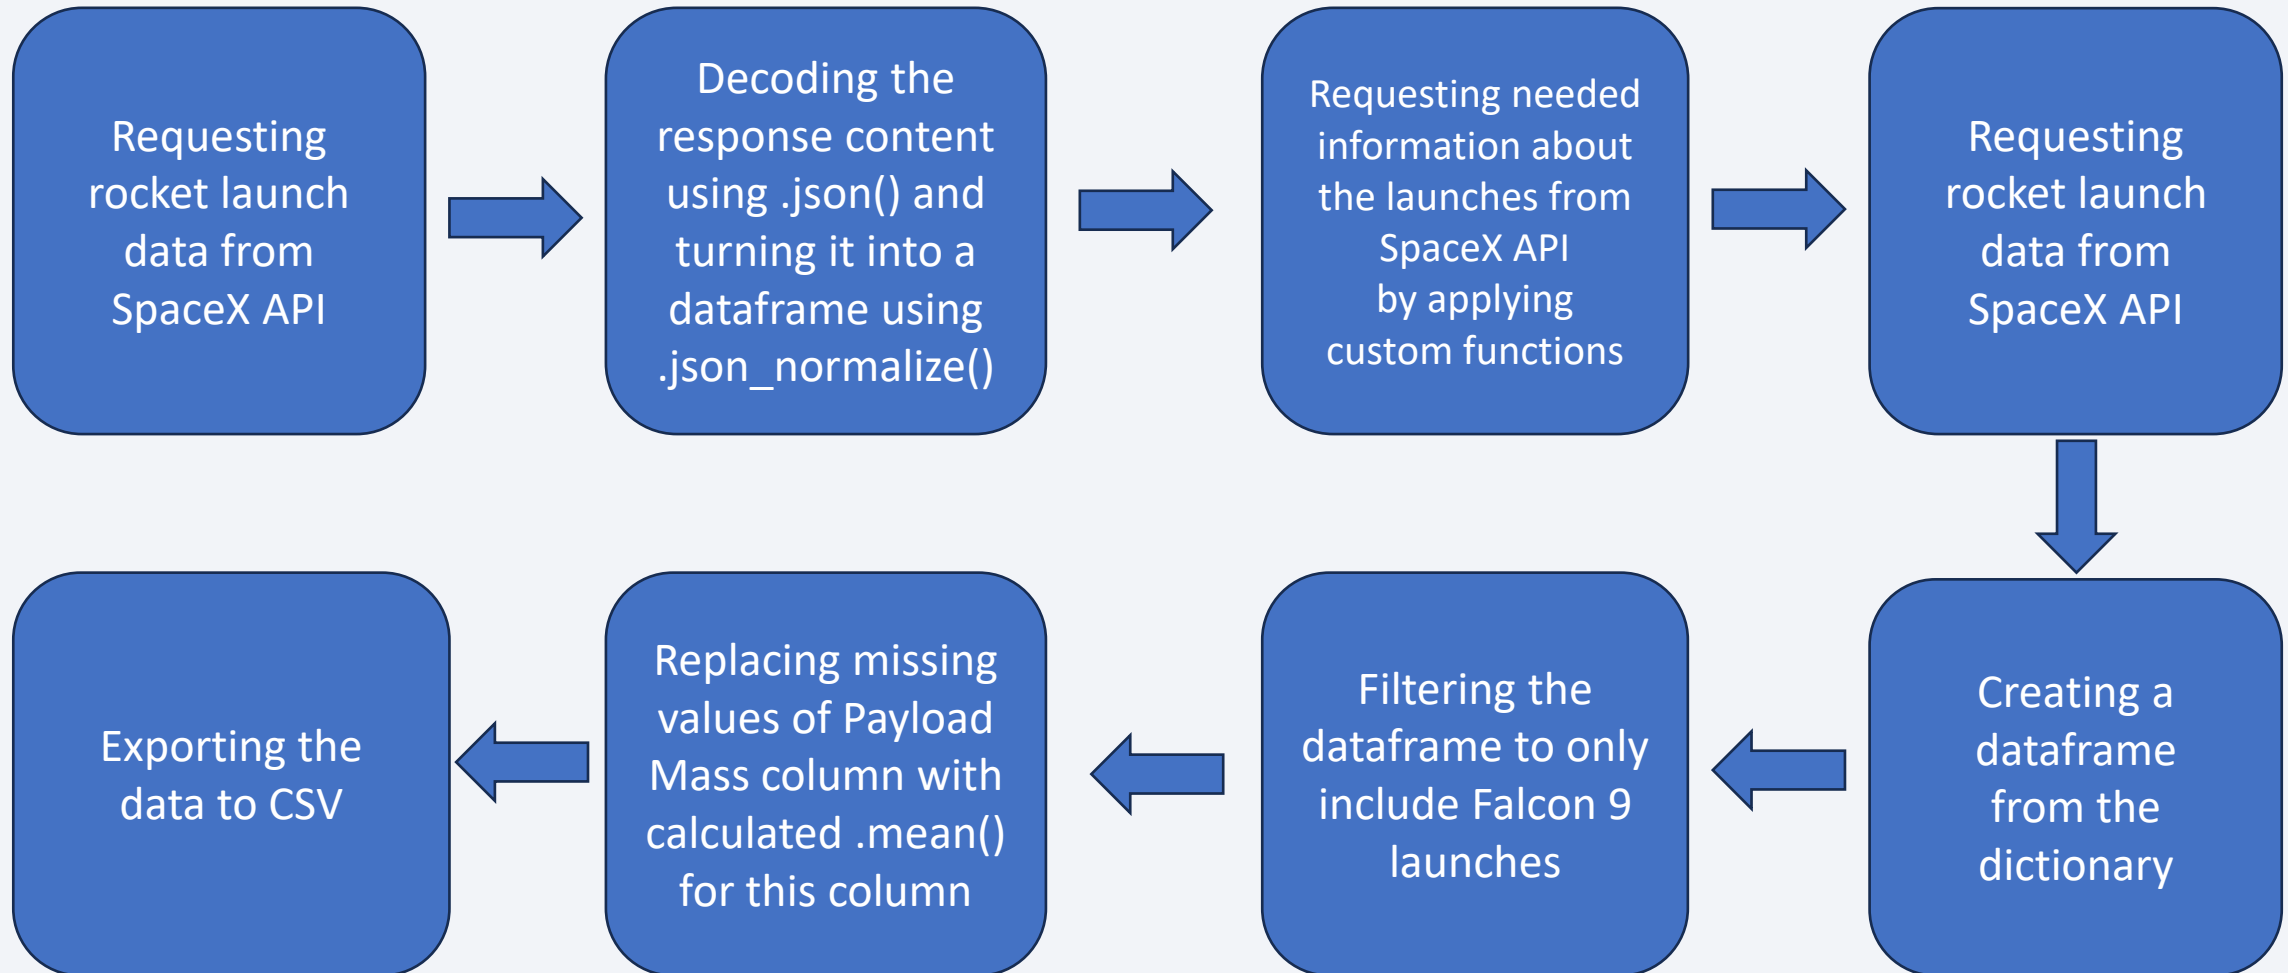 Requesting
rocket launch
data from
SpaceX API
Decoding the
response content
using .json() and
turning it into a
dataframe using
.json_normalize()
Requesting needed
information about
the launches from
SpaceX API
by applying
custom functions
Requesting
rocket launch
data from
SpaceX API
Creating a
dataframe
from the
dictionary
Filtering the
dataframe to only
include Falcon 9
launches
Replacing missing
values of Payload
Mass column with
calculated .mean()
for this column
Exporting the
data to CSV